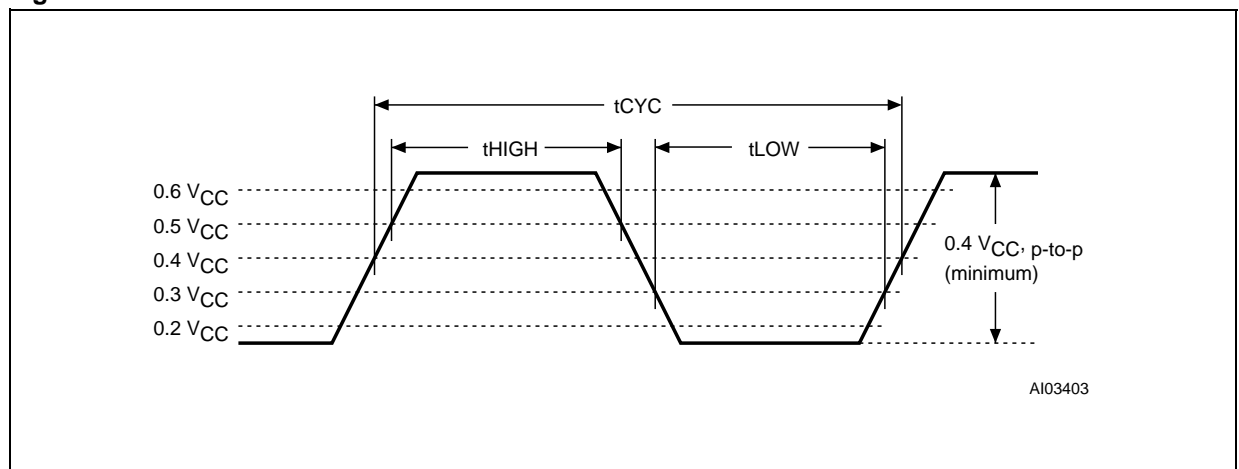 tCYC
tHIGH
tLOW
0.6 VCC
0.5 VCC
0.4 VCC
0.3 VCC
0.2 VCC
0.4 VCC, p-to-p
(minimum)
AI03403